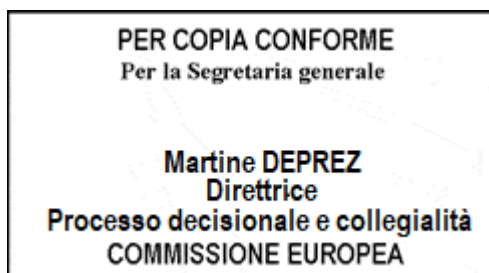 PER COPIA CONFORME
Per la Segretaria generale
Martine DEPREZ
Direttrice
Processo decisionale e collegialità
COMMISSIONE EUROPEA